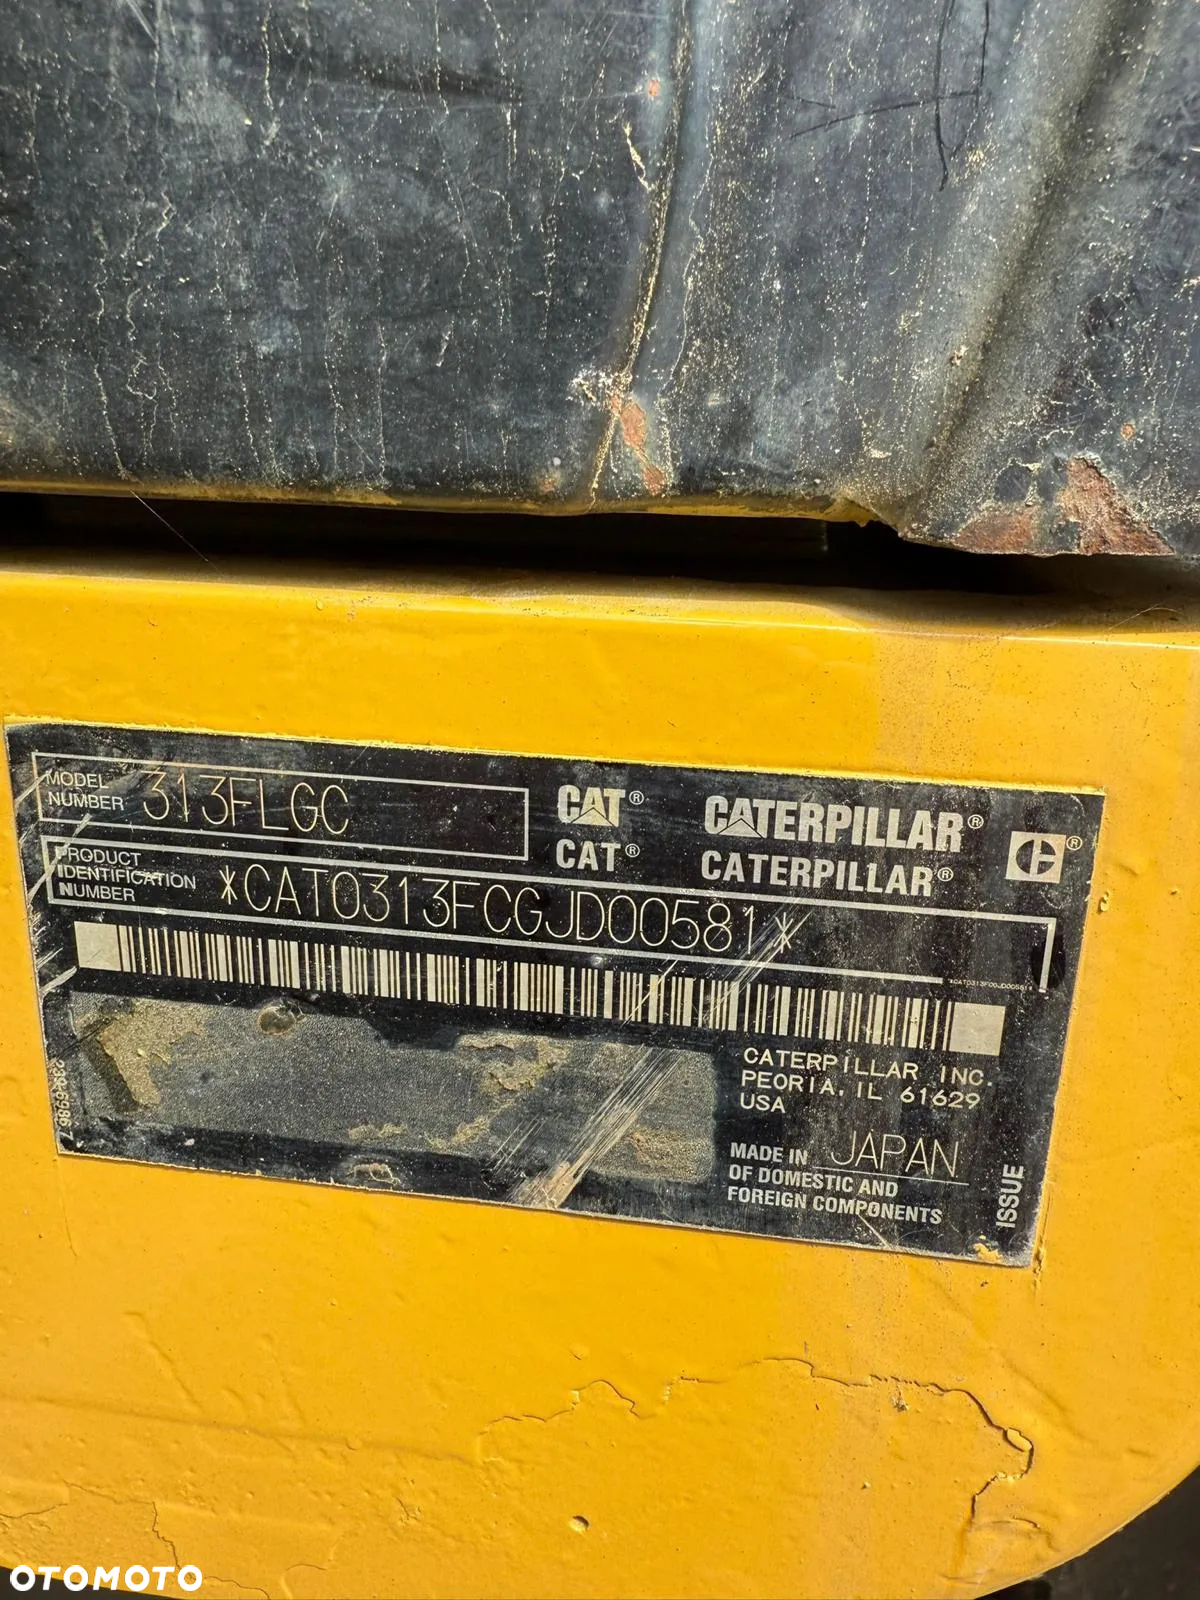 MODEL NUMBER 313FLGC
CAT® CATERPILLAR®
CAT® CATERPILLAR® ®
PRODUCT IDENTIFICATION NUMBER *CAT0313FCGJD00581*
CATERPILLAR INC.
PEORIA, IL 61629
USA
MADE IN JAPAN
OF DOMESTIC AND
FOREIGN COMPONENTS
ISSUE
OTOMOTO